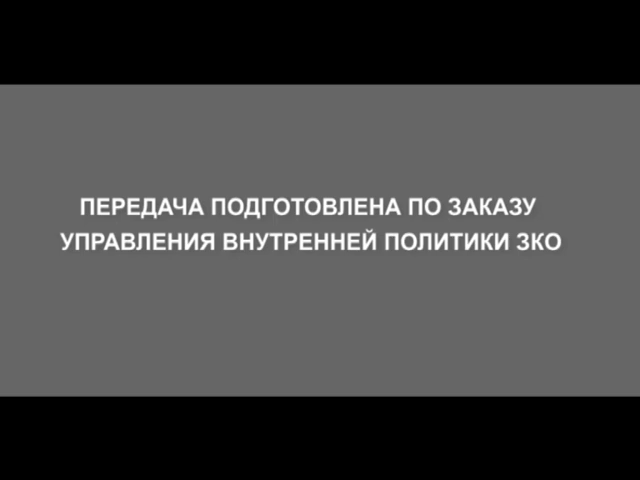 ПЕРЕДАЧА ПОДГОТОВЛЕНА ПО ЗАКАЗУ
УПРАВЛЕНИЯ ВНУТРЕННЕЙ ПОЛИТИКИ ЗКО